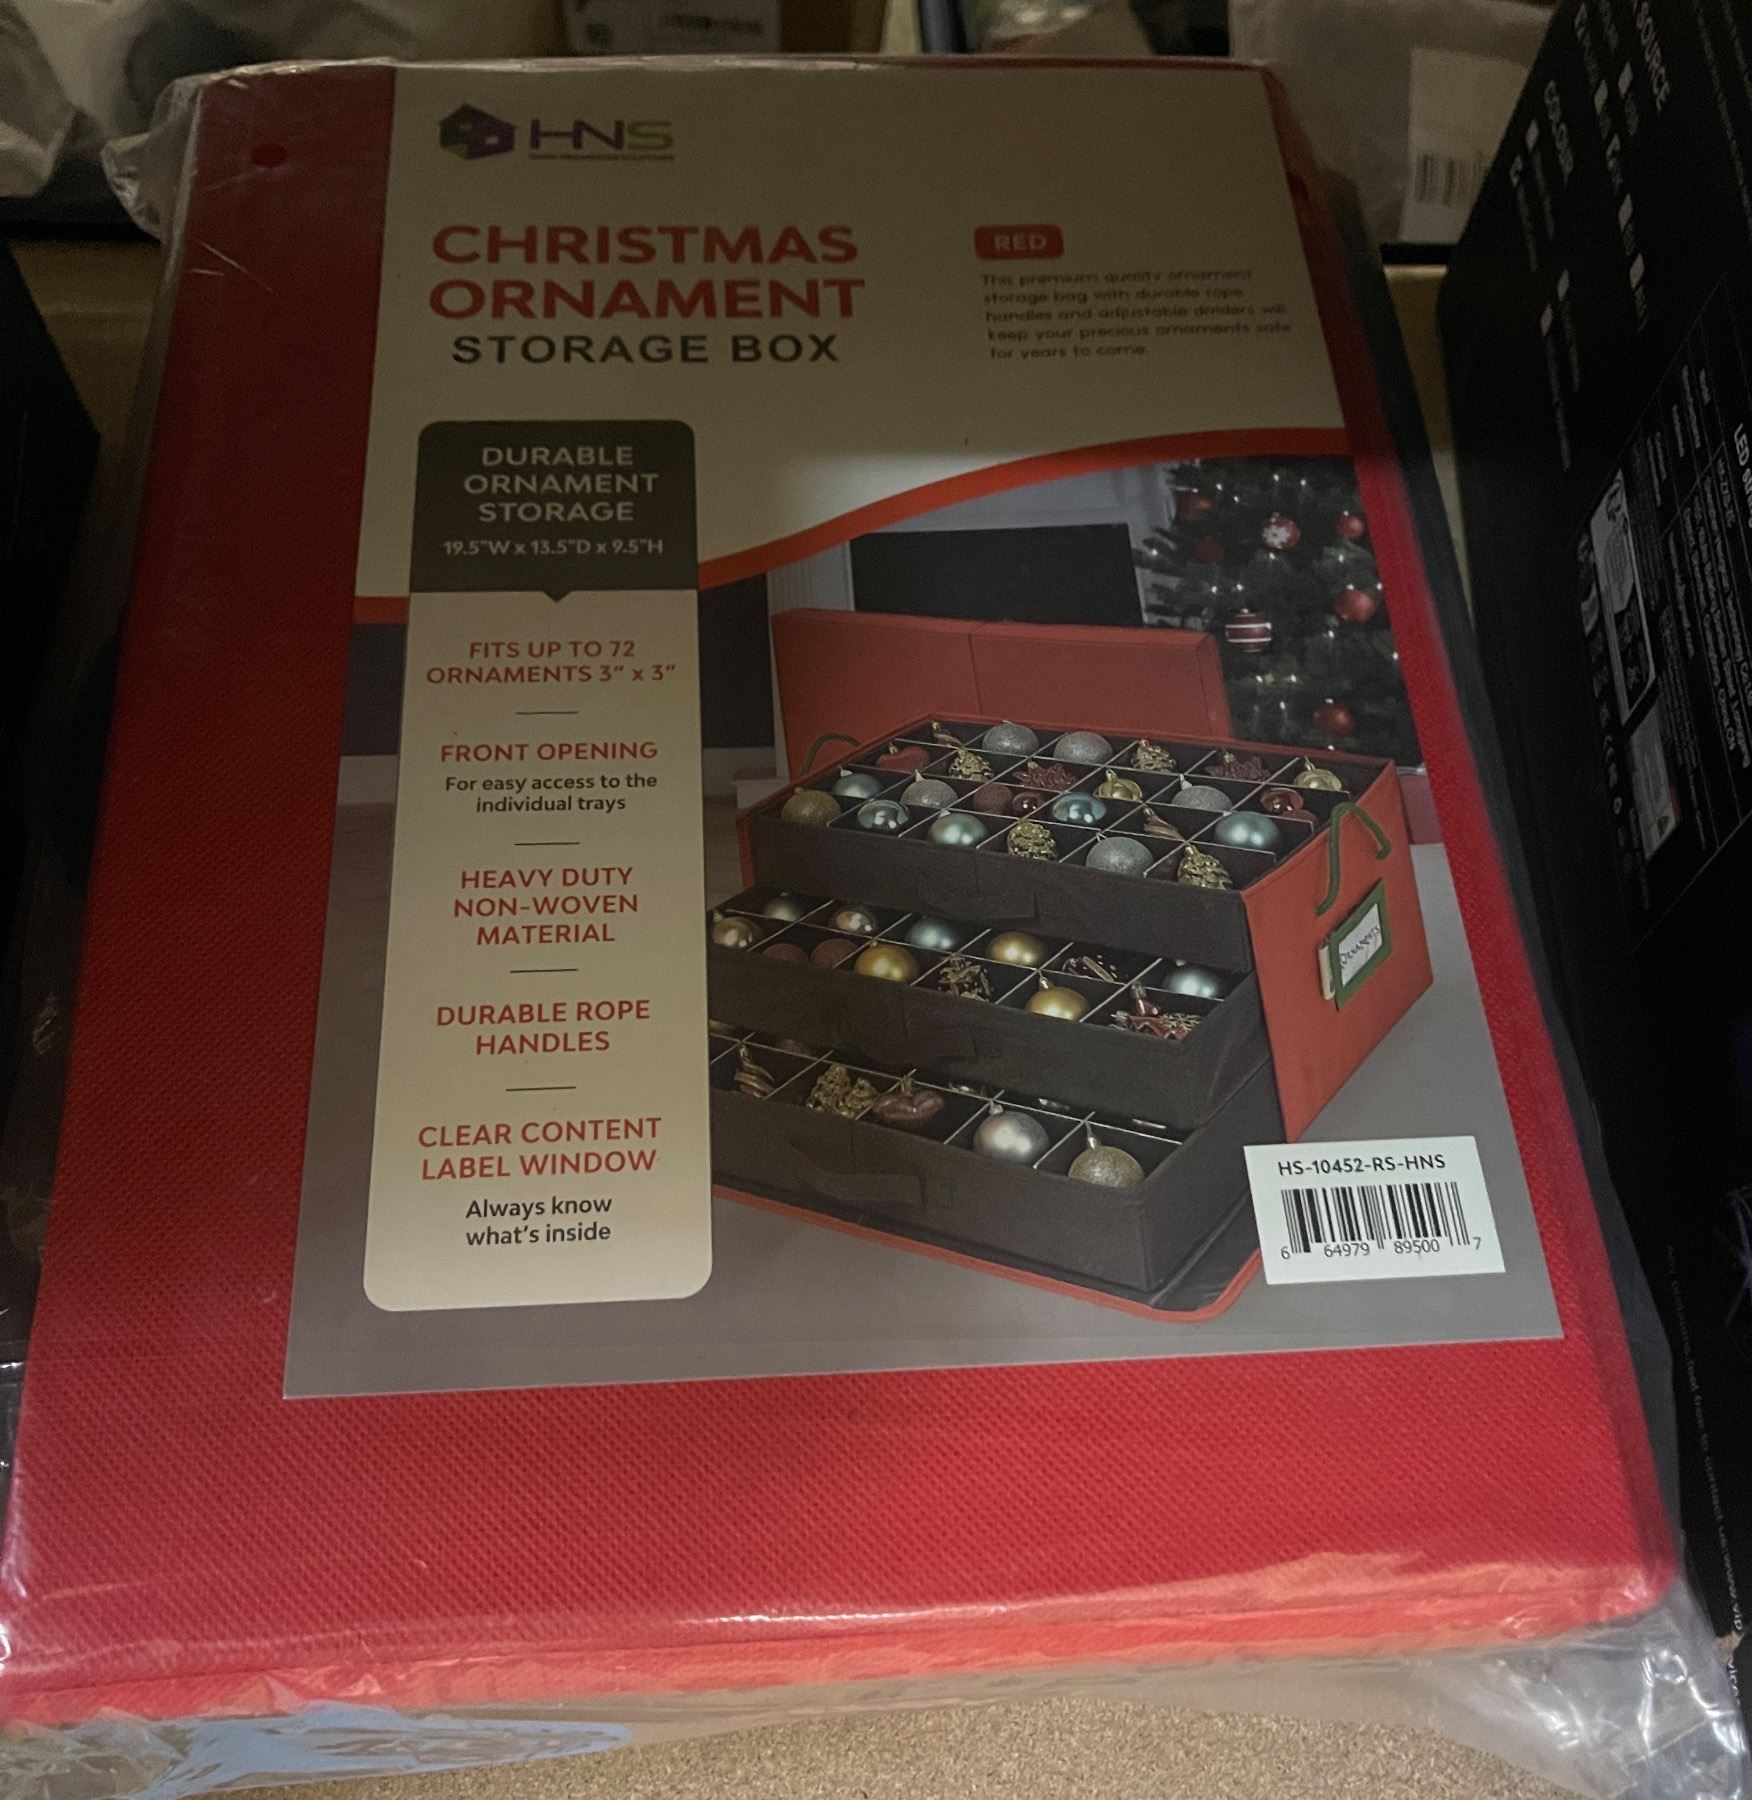 HNS
CHRISTMAS
ORNAMENT
STORAGE BOX
RED
This premium quality ornament
storage bag with durable rope
handles and adjustable dividers will
keep your precious ornaments safe
for years to come.
DURABLE
ORNAMENT
STORAGE
19.5"W x 13.5"D x 9.5"H
FITS UP TO 72
ORNAMENTS 3" x 3"
FRONT OPENING
For easy access to the
individual trays
HEAVY DUTY
NON-WOVEN
MATERIAL
DURABLE ROPE
HANDLES
CLEAR CONTENT
LABEL WINDOW
Always know
what's inside
ORNAMENTS
HS-10452-RS-HNS
6 64979 89500 7
SOURCE
COLOUR